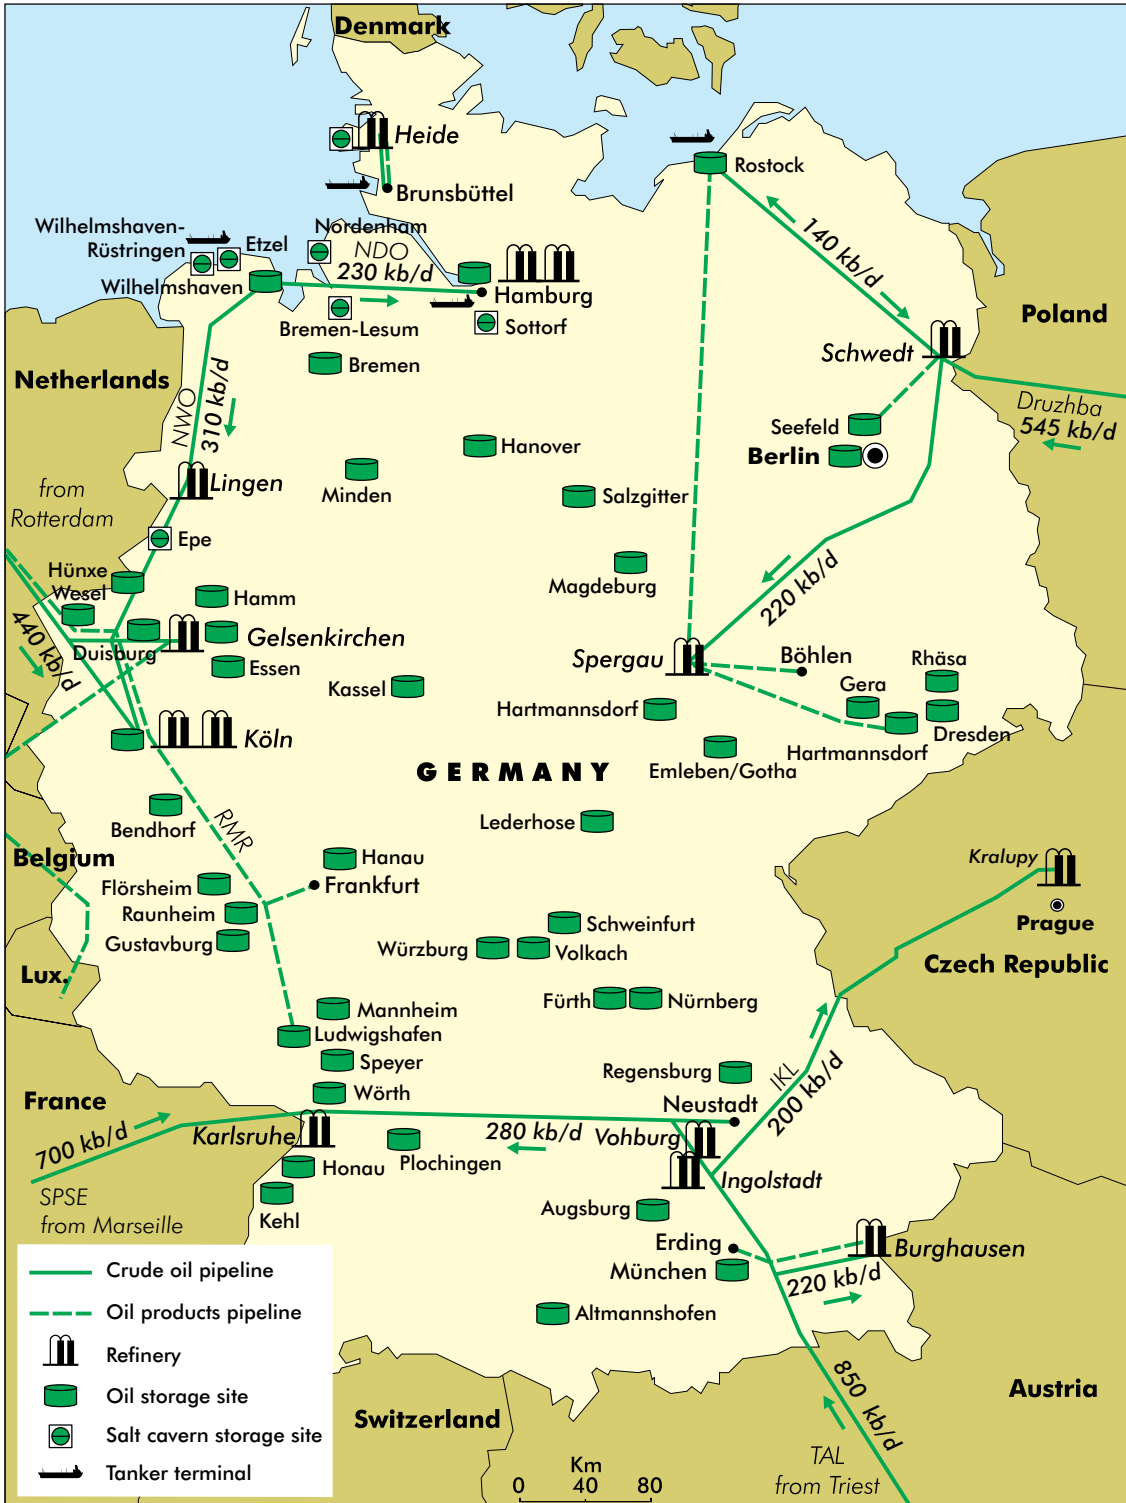 Denmark
Heide
Brunsbüttel
Rostock
Wilhelmshaven-
Rüstringen
Etzel
Nordenham
NDO
230 kb/d
Wilhelmshaven
Hamburg
Bremen-Lesum
Sottorf
140 kb/d
Poland
Schwedt
Bremen
Netherlands
NWO
310 kb/d
Druzhba
545 kb/d
Seefeld
Berlin
Hanover
Lingen
Minden
Salzgitter
from
Rotterdam
Epe
Hünxe
Wesel
Hamm
Magdeburg
220 kb/d
440 kb/d
Duisburg
Gelsenkirchen
Essen
Spergau
Böhlen
Rhäsa
Gera
Kassel
Hartmannsdorf
Dresden
Hartmannsdorf
Köln
Emleben/Gotha
GERMANY
Bendhorf
RMR
Lederhose
Belgium
Hanau
Frankfurt
Flörsheim
Raunheim
Gustavburg
Kralupy
Prague
Czech Republic
Schweinfurt
Würzburg
Volkach
Lux.
Fürth
Nürnberg
Mannheim
Ludwigshafen
Speyer
Regensburg
IKL
200 kb/d
Wörth
France
Neustadt
700 kb/d
Karlsruhe
280 kb/d
Vohburg
Plochingen
Honau
Ingolstadt
SPSE
from Marseille
Kehl
Augsburg
Erding
Burghausen
München
220 kb/d
Altmannshofen
Crude oil pipeline
Oil products pipeline
Refinery
Oil storage site
Salt cavern storage site
Tanker terminal
Switzerland
Austria
850 kb/d
TAL
from Triest
Km
0 40 80